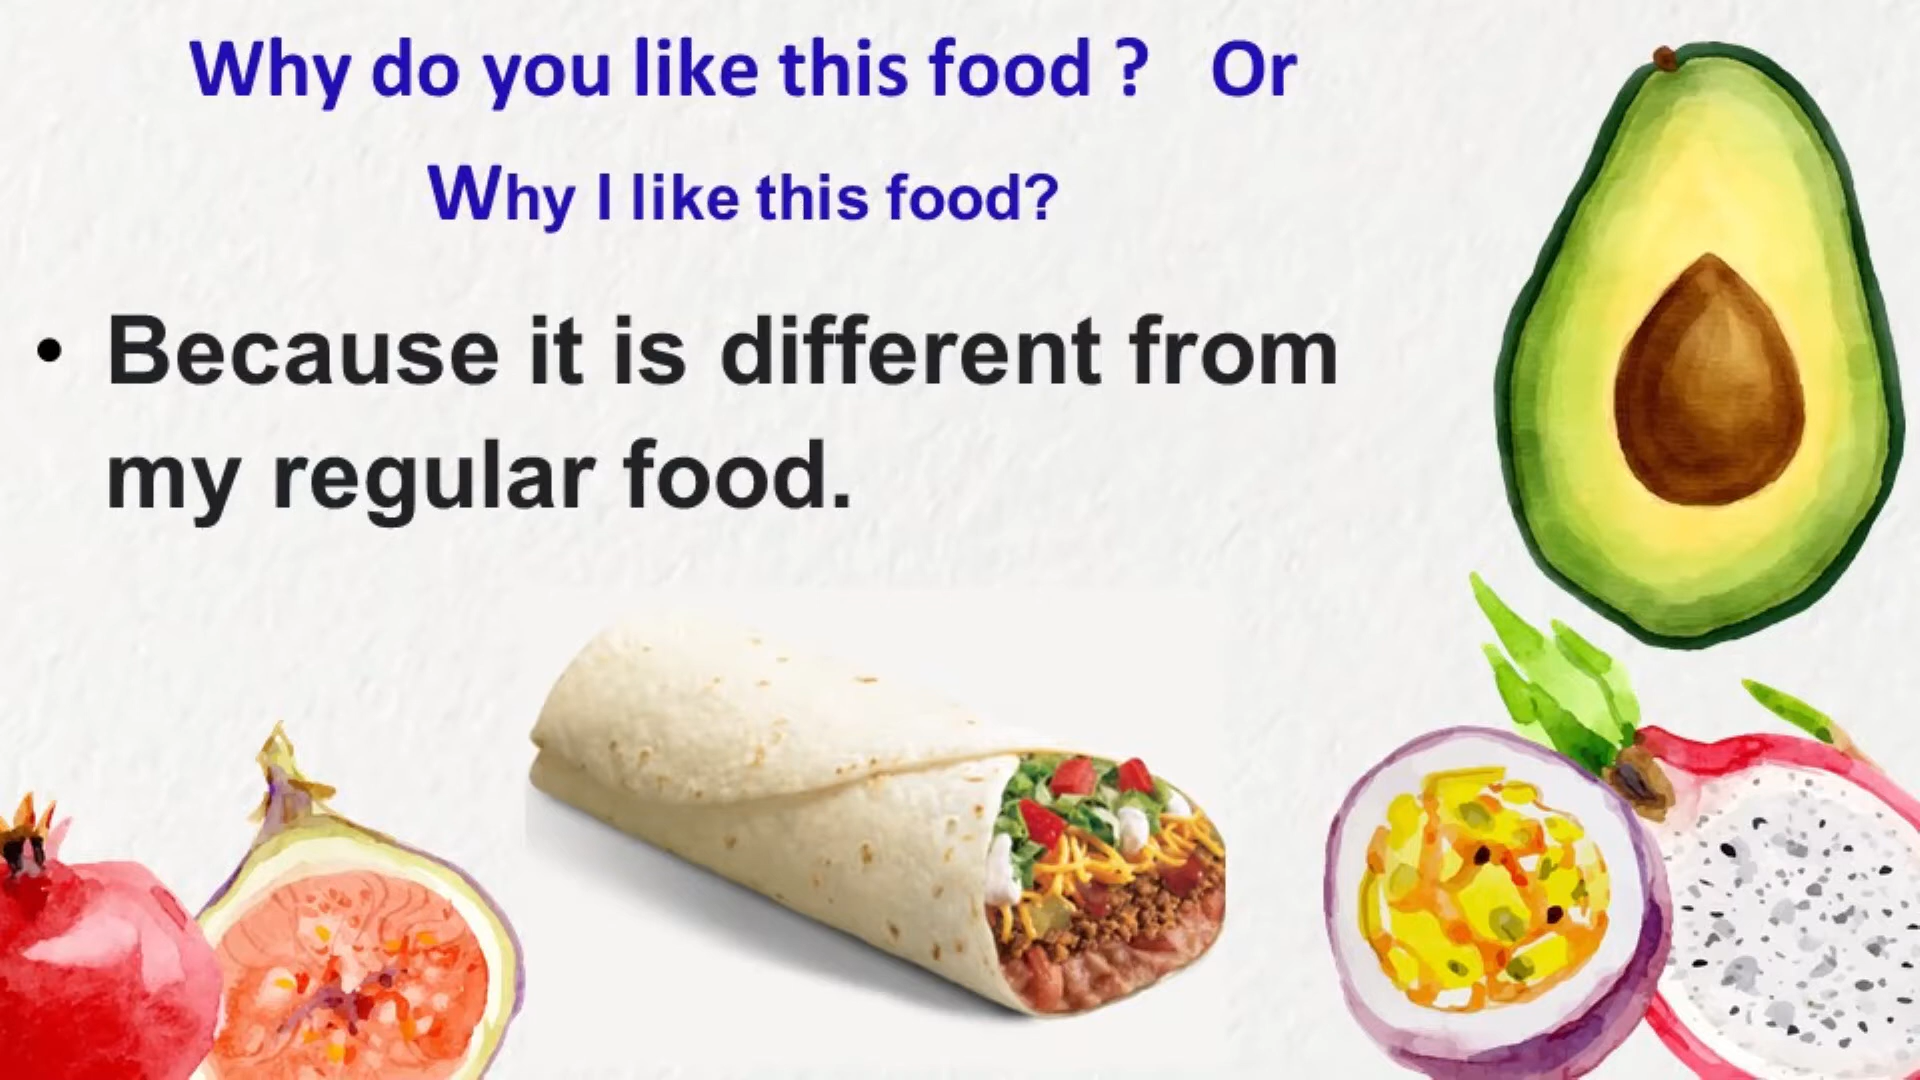 Why do you like this food ? Or
Why I like this food?
• Because it is different from
my regular food.